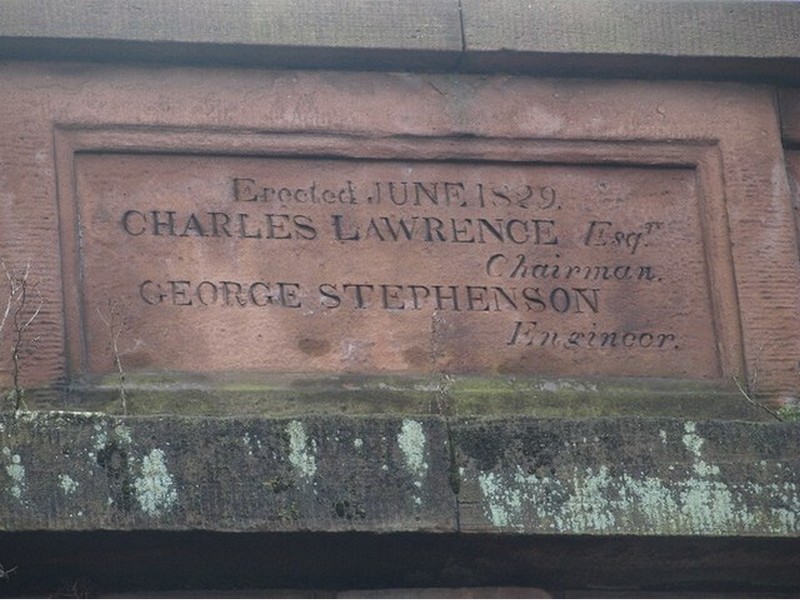 Erected JUNE 1829.
CHARLES LAWRENCE Esqr.
Chairman.
GEORGE STEPHENSON
Engineer.